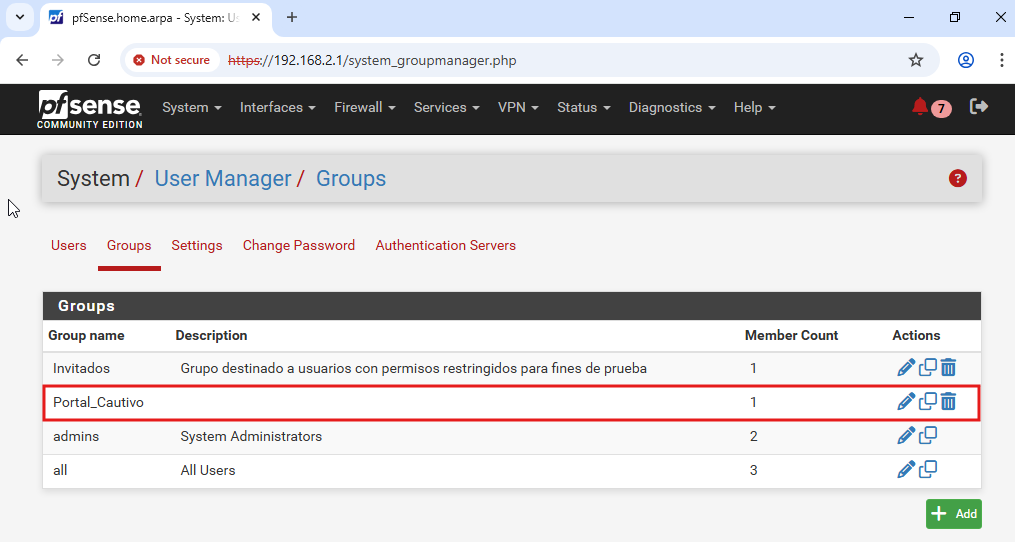 pfSense.home.arpa - System: Us
Not secure https://192.168.2.1/system_groupmanager.php
pfsense COMMUNITY EDITION System Interfaces Firewall Services VPN Status Diagnostics Help 7
System / User Manager / Groups ?
Users Groups Settings Change Password Authentication Servers
Groups
Group name Description Member Count Actions
Invitados Grupo destinado a usuarios con permisos restringidos para fines de prueba 1
Portal_Cautivo 1
admins System Administrators 2
all All Users 3
Add